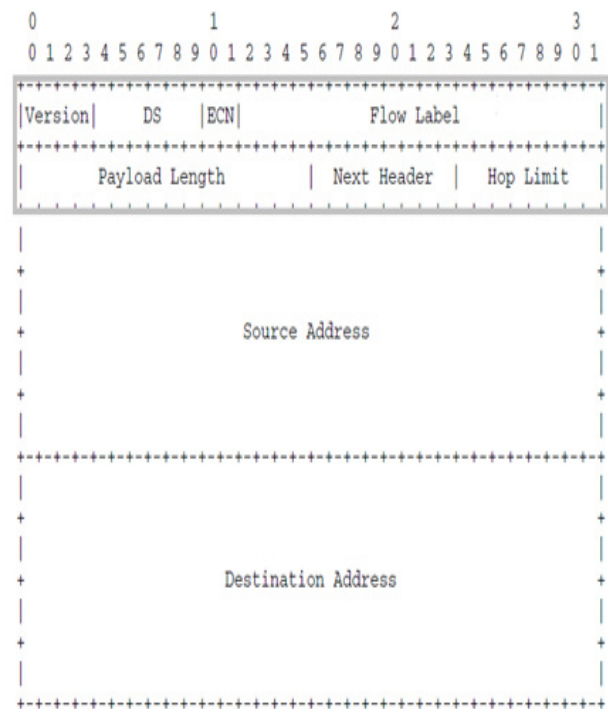 0 1 2 3
0 1 2 3 4 5 6 7 8 9 0 1 2 3 4 5 6 7 8 9 0 1 2 3 4 5 6 7 8 9 0 1
+-+-+-+-+-+-+-+-+-+-+-+-+-+-+-+-+-+-+-+-+-+-+-+-+-+-+-+-+-+-+-+-+
|Version| DS |ECN| Flow Label |
+-+-+-+-+-+-+-+-+-+-+-+-+-+-+-+-+-+-+-+-+-+-+-+-+-+-+-+-+-+-+-+-+
| Payload Length | Next Header | Hop Limit |
| |
+ +
| |
+ Source Address +
| |
+ +
| |
+-+-+-+-+-+-+-+-+-+-+-+-+-+-+-+-+-+-+-+-+-+-+-+-+-+-+-+-+-+-+-+-+
| |
+ +
| |
+ Destination Address +
| |
+ +
| |
+-+-+-+-+-+-+-+-+-+-+-+-+-+-+-+-+-+-+-+-+-+-+-+-+-+-+-+-+-+-+-+-+